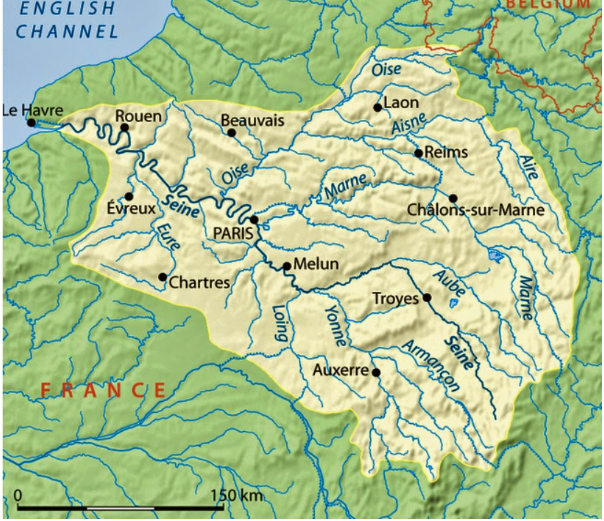 ENGLISH
CHANNEL
BELGIUM
Oise
Le Havre
Laon
Rouen
Beauvais
Aisne
Reims
Aire
Oise
Marne
Évreux
Seine
Châlons-sur-Marne
PARIS
Eure
Melun
Chartres
Aube
Marne
Troyes
Loing
Yonne
Seine
Armançon
Auxerre
FRANCE
0 150 km